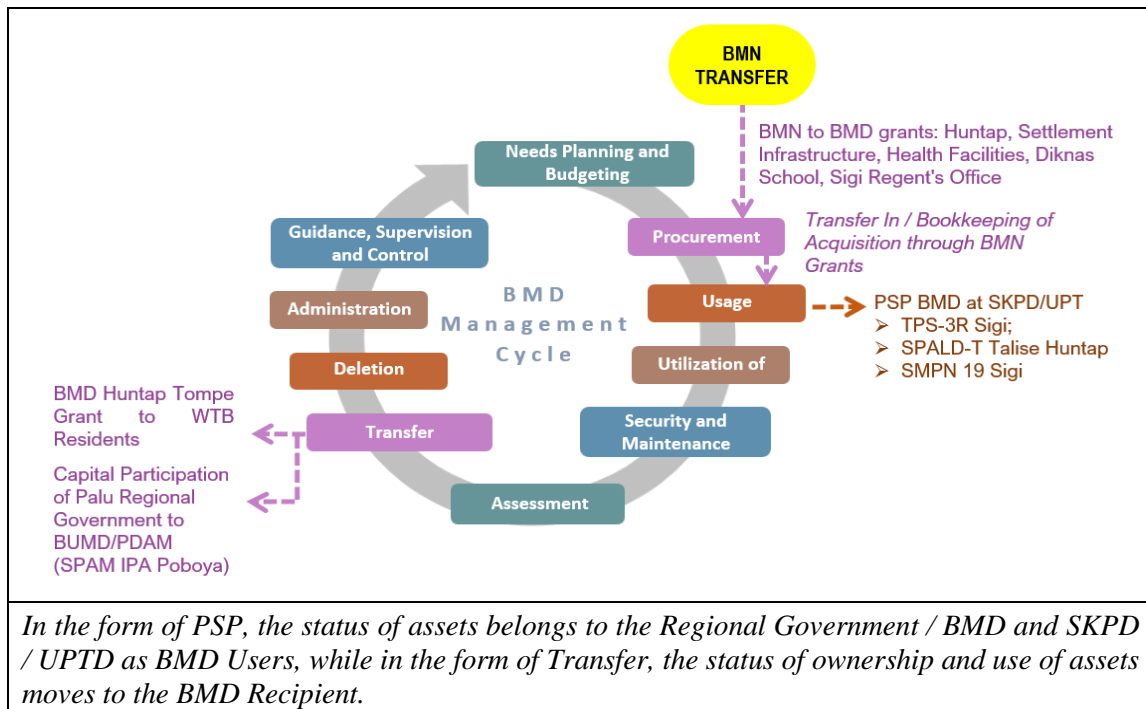 BMN
TRANSFER
BMN to BMD grants: Huntap, Settlement
Infrastructure, Health Facilities, Diknas
School, Sigi Regent's Office
Needs Planning and
Budgeting
Guidance, Supervision
and Control
Procurement
Transfer In / Bookkeeping of
Acquisition through BMN
Grants
Administration
BMD
Management
Cycle
Usage
PSP BMD at SKPD/UPT
➤ TPS-3R Sigi;
➤ SPALD-T Talise Huntap
➤ SMPN 19 Sigi
Deletion
Utilization of
BMD Huntap Tompe
Grant to WTB
Residents
Transfer
Security and
Maintenance
Capital Participation
of Palu Regional
Government to
BUMD/PDAM
(SPAM IPA Poboya)
Assessment
In the form of PSP, the status of assets belongs to the Regional Government / BMD and SKPD
/ UPTD as BMD Users, while in the form of Transfer, the status of ownership and use of assets
moves to the BMD Recipient.